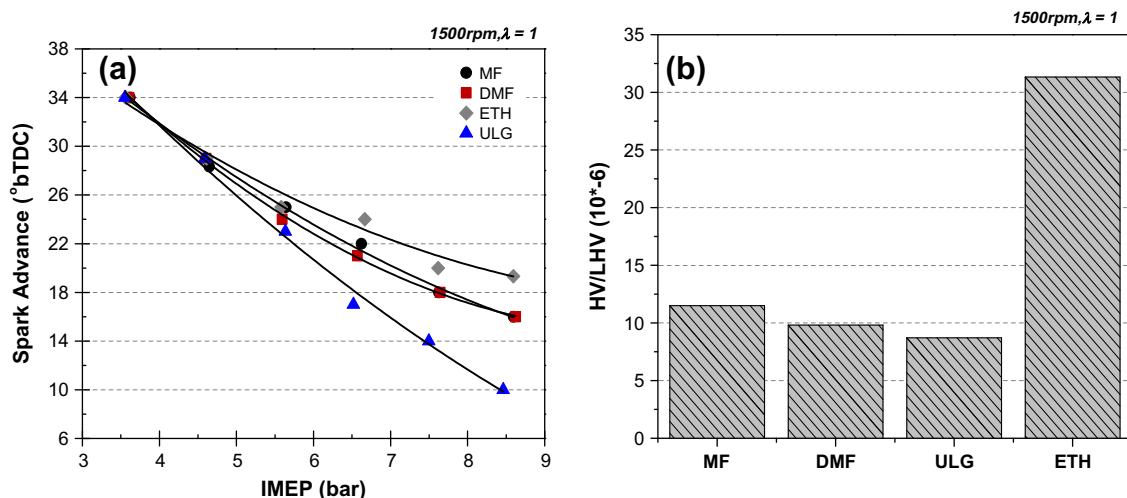 1500rpm,λ = 1
(a)
MF
DMF
ETH
ULG
38
34
30
26
22
18
14
10
6
Spark Advance (°bTDC)
3 4 5 6 7 8 9
IMEP (bar)
1500rpm,λ = 1
(b)
35
30
25
20
15
10
5
0
HV/LHV (10*-6)
MF DMF ULG ETH